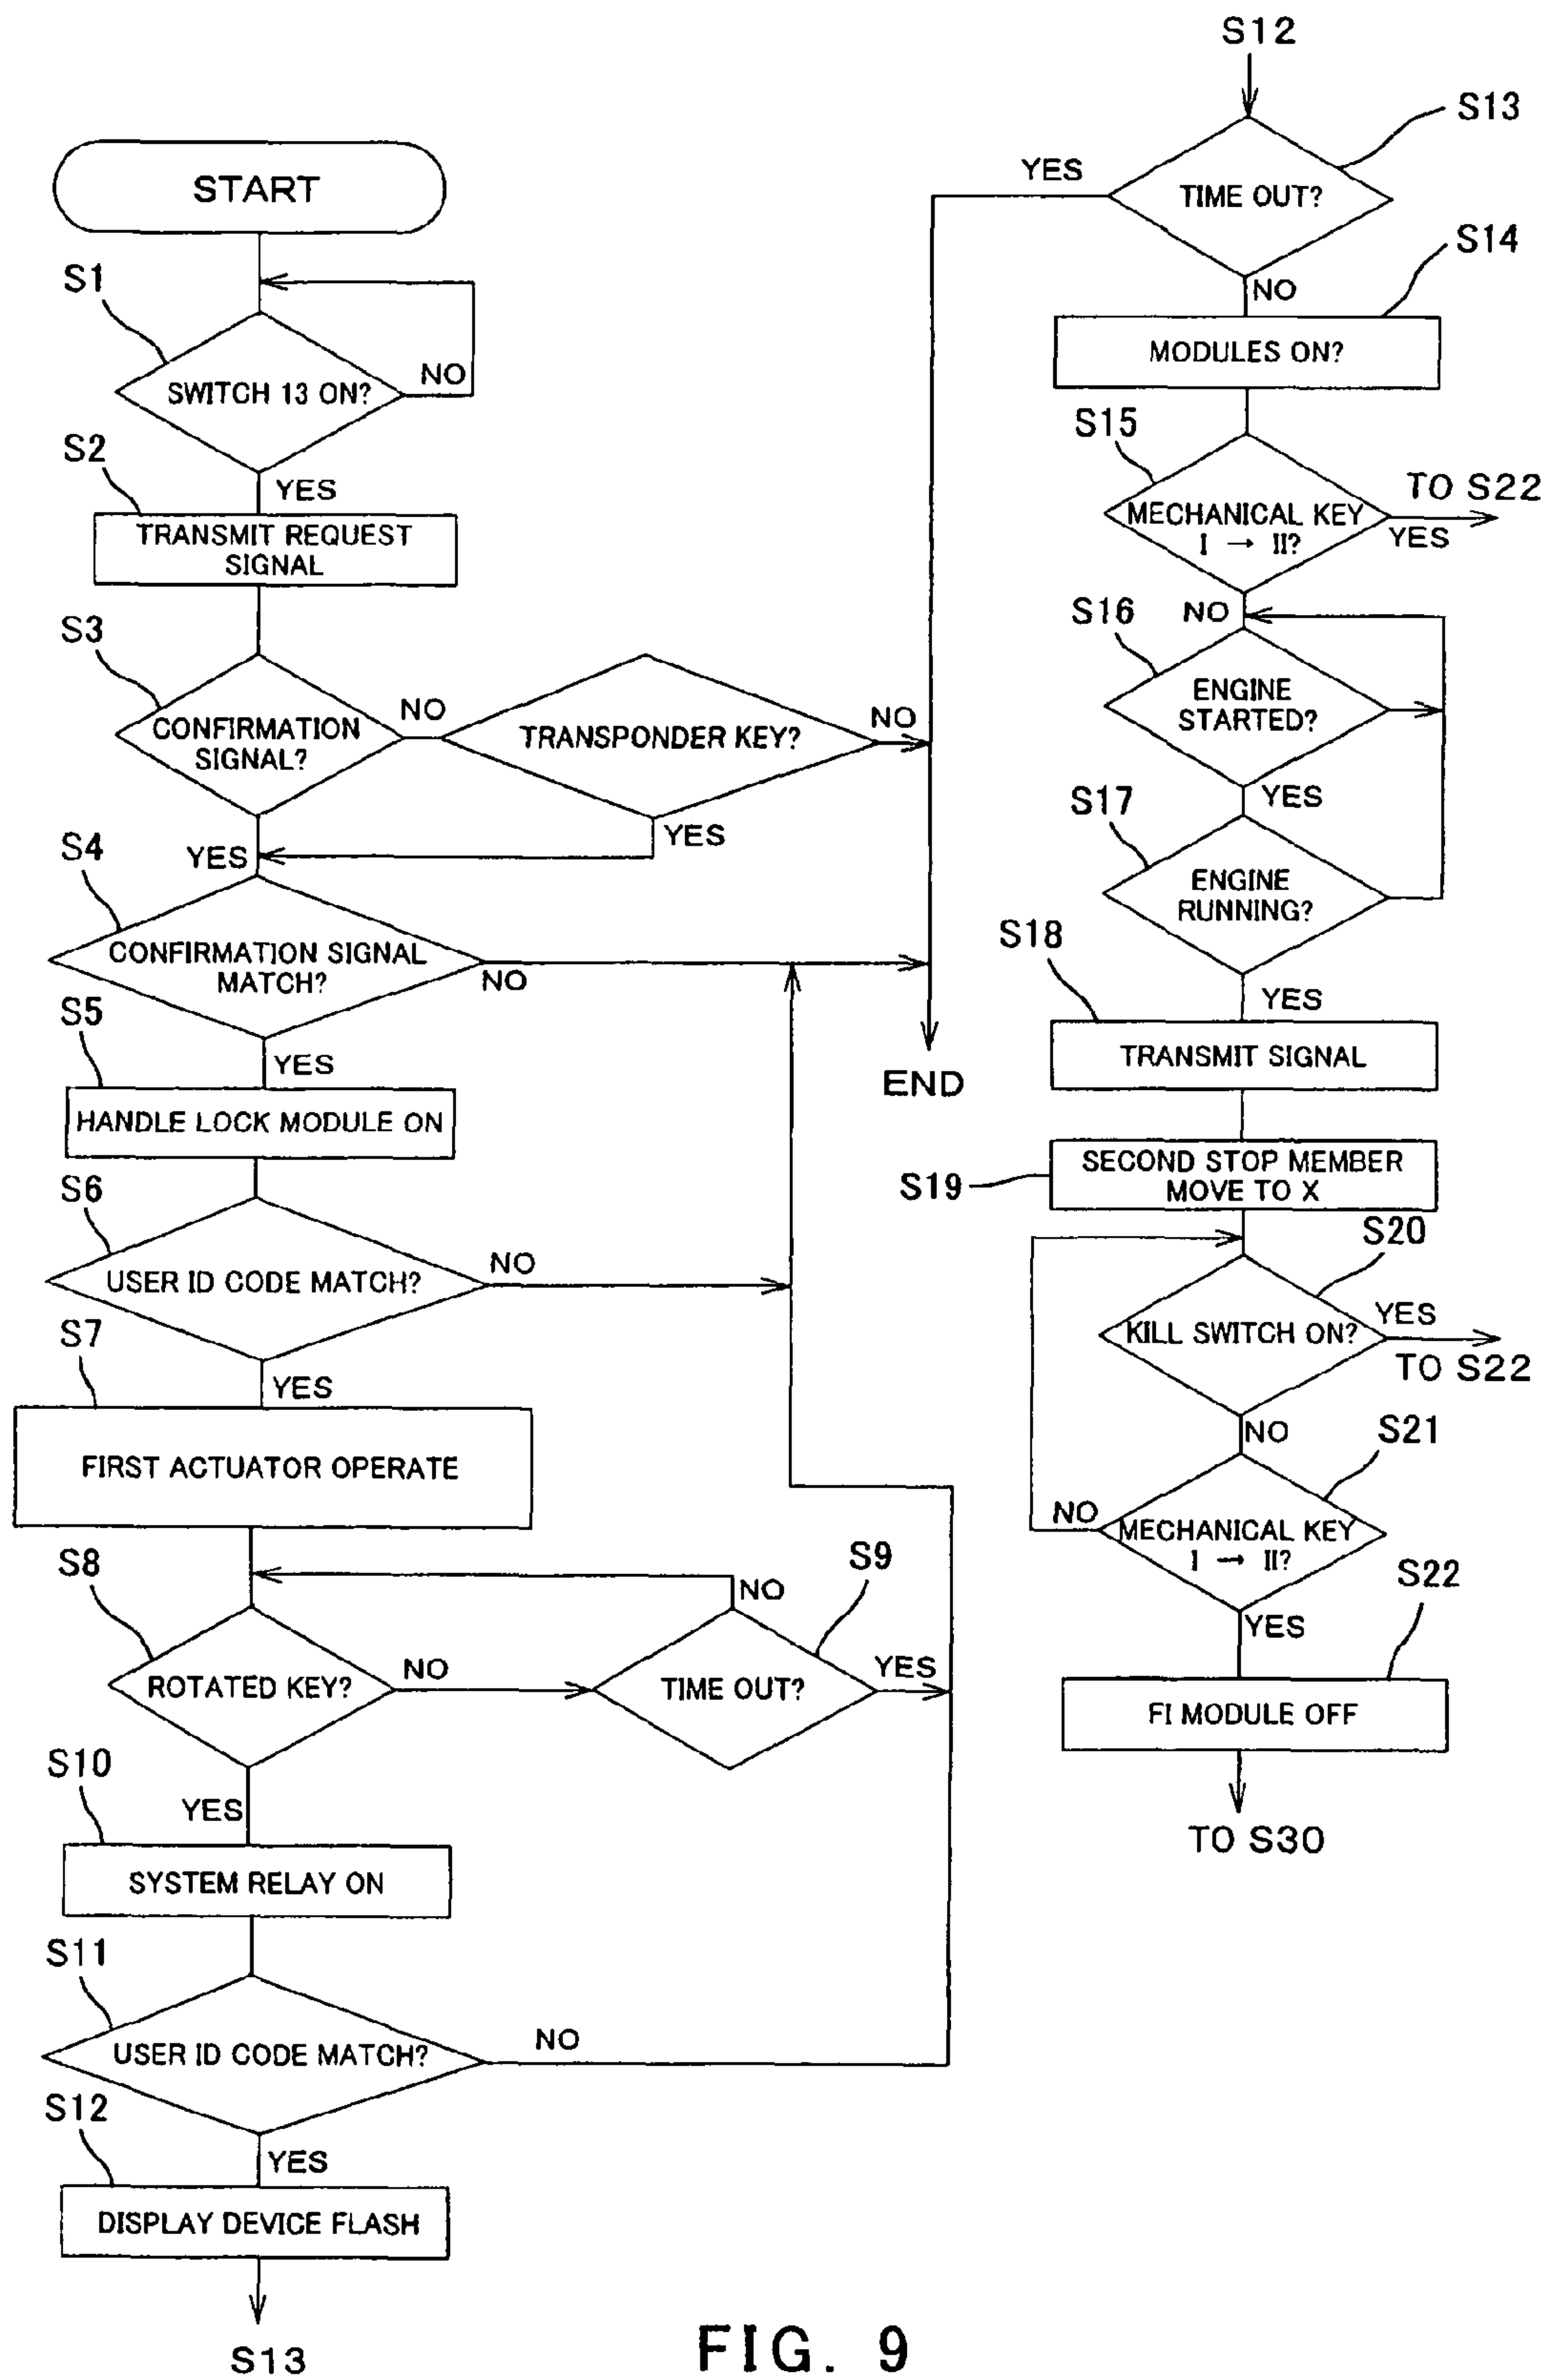 START
S1
SWITCH 13 ON?
NO
YES
S2
TRANSMIT REQUEST
SIGNAL
S3
CONFIRMATION
SIGNAL?
NO
TRANSPONDER KEY?
NO
YES
YES
S4
CONFIRMATION SIGNAL
MATCH?
NO
YES
END
S5
HANDLE LOCK MODULE ON
S6
USER ID CODE MATCH?
NO
YES
S7
FIRST ACTUATOR OPERATE
S8
ROTATED KEY?
NO
S9
TIME OUT?
NO
YES
YES
S10
SYSTEM RELAY ON
S11
USER ID CODE MATCH?
NO
YES
S12
DISPLAY DEVICE FLASH
S13
S12
S13
TIME OUT?
YES
NO
S14
MODULES ON?
S15
MECHANICAL KEY
I → II?
TO S22
YES
NO
S16
ENGINE
STARTED?
YES
S17
ENGINE
RUNNING?
YES
S18
TRANSMIT SIGNAL
S19
SECOND STOP MEMBER
MOVE TO X
S20
KILL SWITCH ON?
YES
TO S22
NO
S21
MECHANICAL KEY
I → II?
NO
YES
S22
FI MODULE OFF
TO S30
FIG. 9